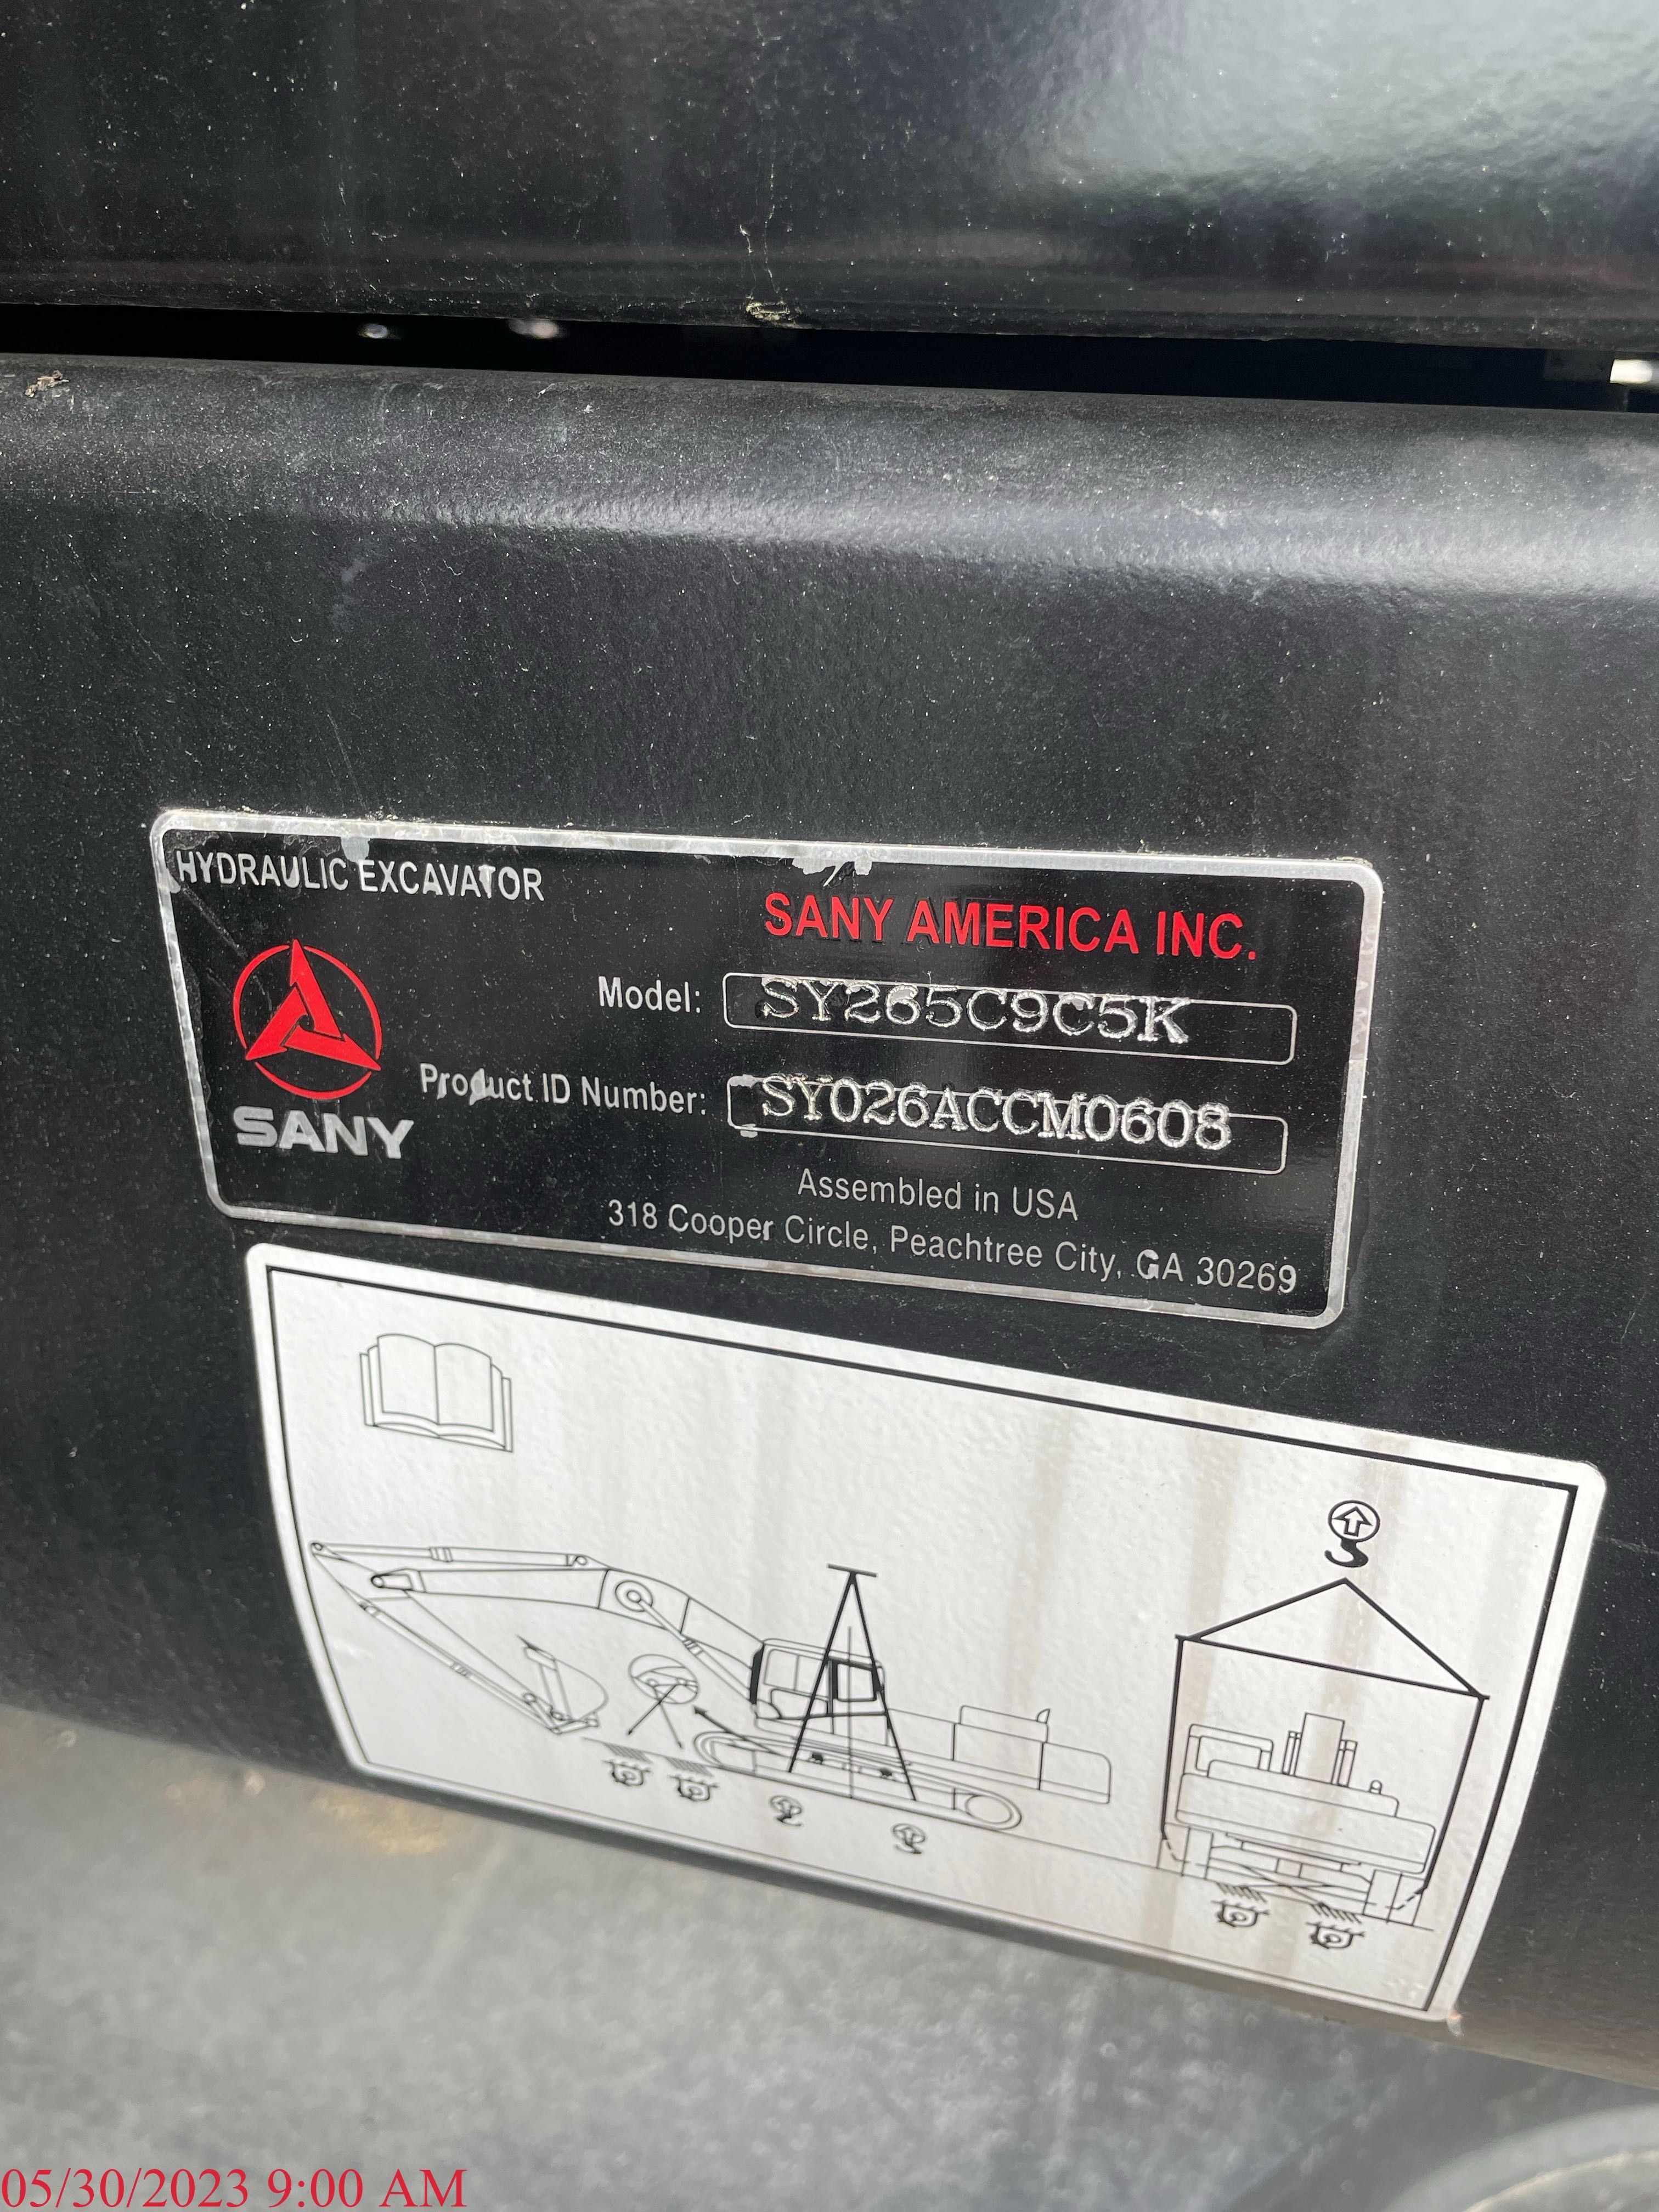 HYDRAULIC EXCAVATOR
SANY AMERICA INC.
Model: SY265C9C5K
Product ID Number: SY026ACCM0608
SANY
Assembled in USA
318 Cooper Circle, Peachtree City, GA 30269
05/30/2023 9:00 AM